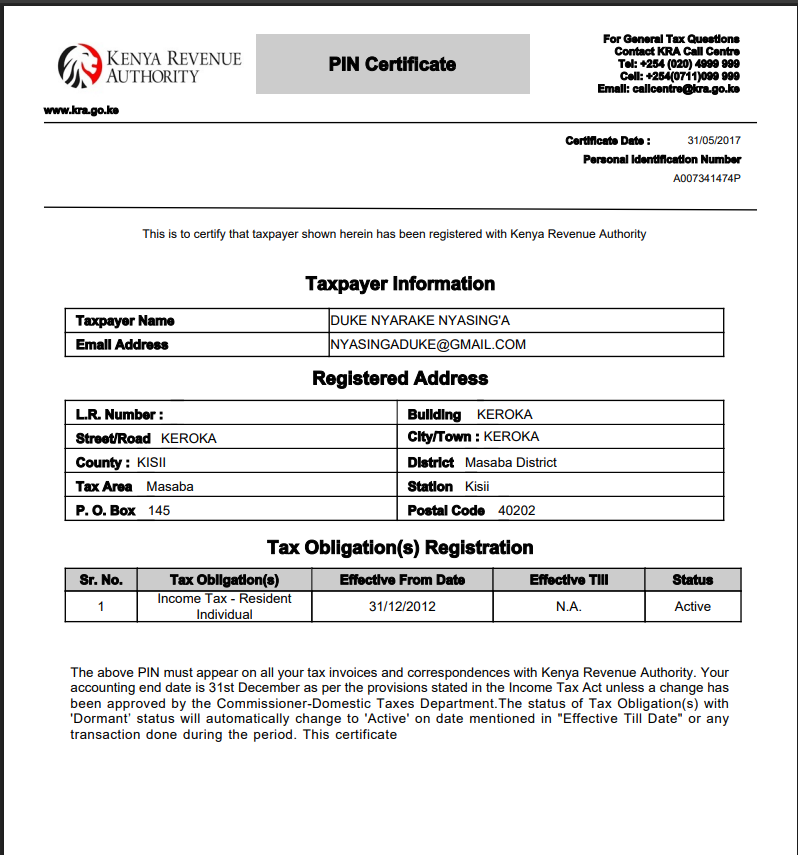 KENYA REVENUE
AUTHORITY
PIN Certificate
For General Tax Questions
Contact KRA Call Centre
Tel: +254 (020) 4999 999
Cell: +254(0711)099 999
Email: callcentre@kra.go.ke
www.kra.go.ke
Certificate Date : 31/05/2017
Personal Identification Number
A007341474P
This is to certify that taxpayer shown herein has been registered with Kenya Revenue Authority
Taxpayer Information
Taxpayer Name DUKE NYARAKE NYASING'A
Email Address NYASINGADUKE@GMAIL.COM
Registered Address
L.R. Number : Building KEROKA
Street/Road KEROKA City/Town : KEROKA
County : KISII District Masaba District
Tax Area Masaba Station Kisii
P. O. Box 145 Postal Code 40202
Tax Obligation(s) Registration
Sr. No. Tax Obligation(s) Effective From Date Effective Till Status
1 Income Tax - Resident Individual 31/12/2012 N.A. Active
The above PIN must appear on all your tax invoices and correspondences with Kenya Revenue Authority. Your
accounting end date is 31st December as per the provisions stated in the Income Tax Act unless a change has
been approved by the Commissioner-Domestic Taxes Department.The status of Tax Obligation(s) with
'Dormant' status will automatically change to 'Active' on date mentioned in "Effective Till Date" or any
transaction done during the period. This certificate